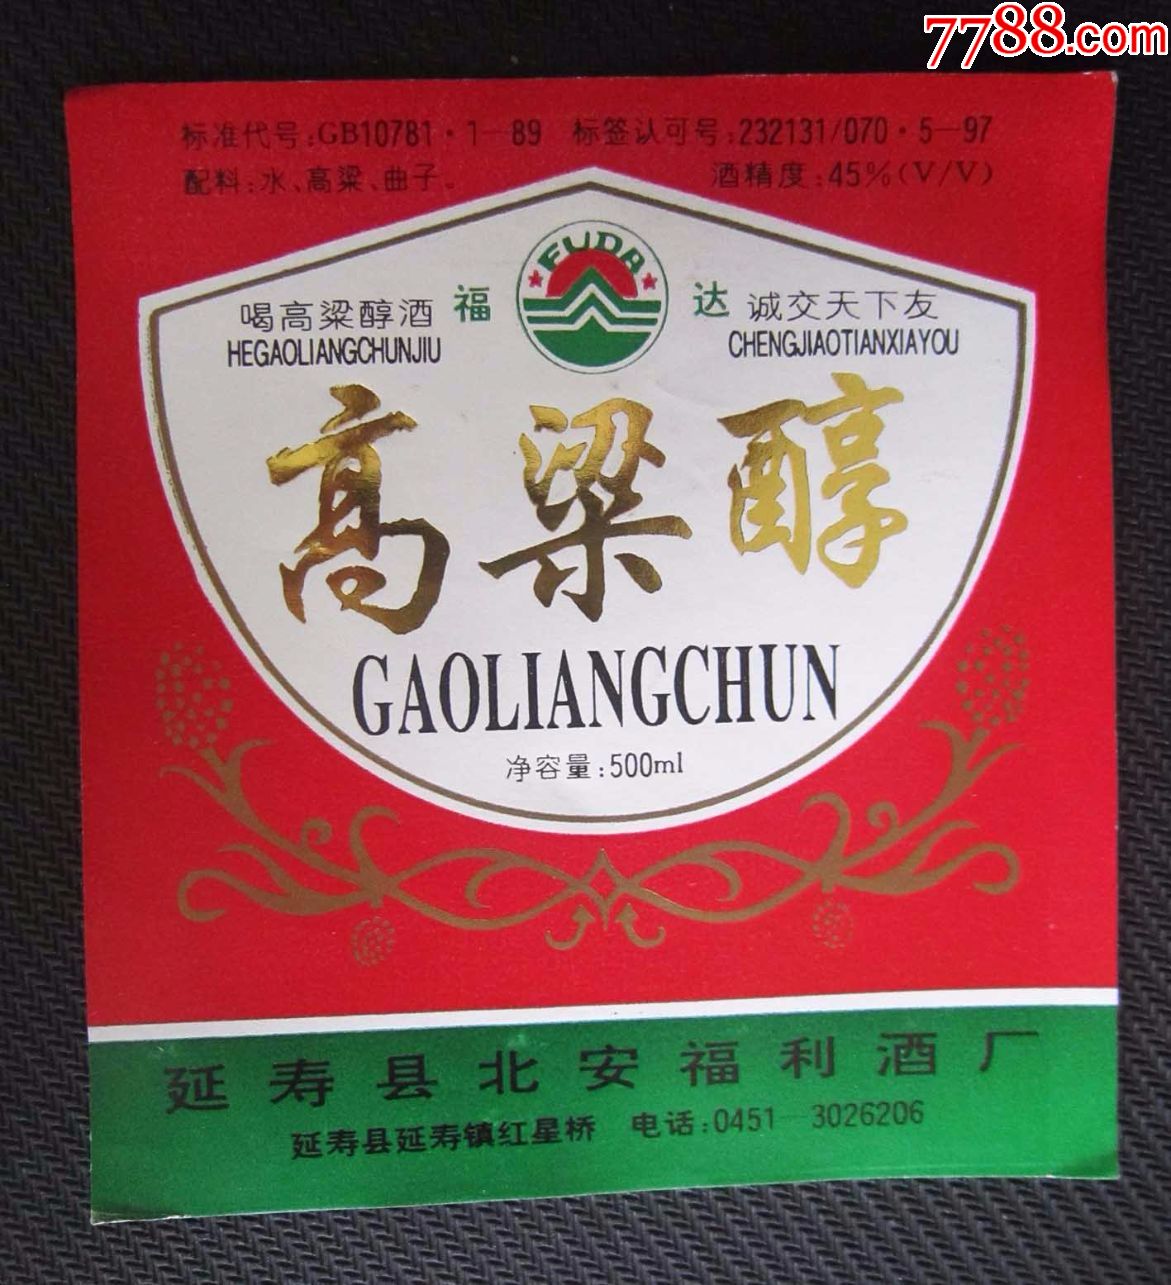 7788.com
标准代号:GB10781·1-89 标签认可号:232131/070·5-97
配料:水、高粱、曲子。 酒精度:45%(V/V)
FUDA
福 达
喝高粱醇酒 诚交天下友
HEGAOLIANGCHUNJIU CHENGJIAOTIANXIAYOU
高粱醇
GAOLIANGCHUN
净容量:500ml
延寿县北安福利酒厂
延寿县延寿镇红星桥 电话:0451-3026206